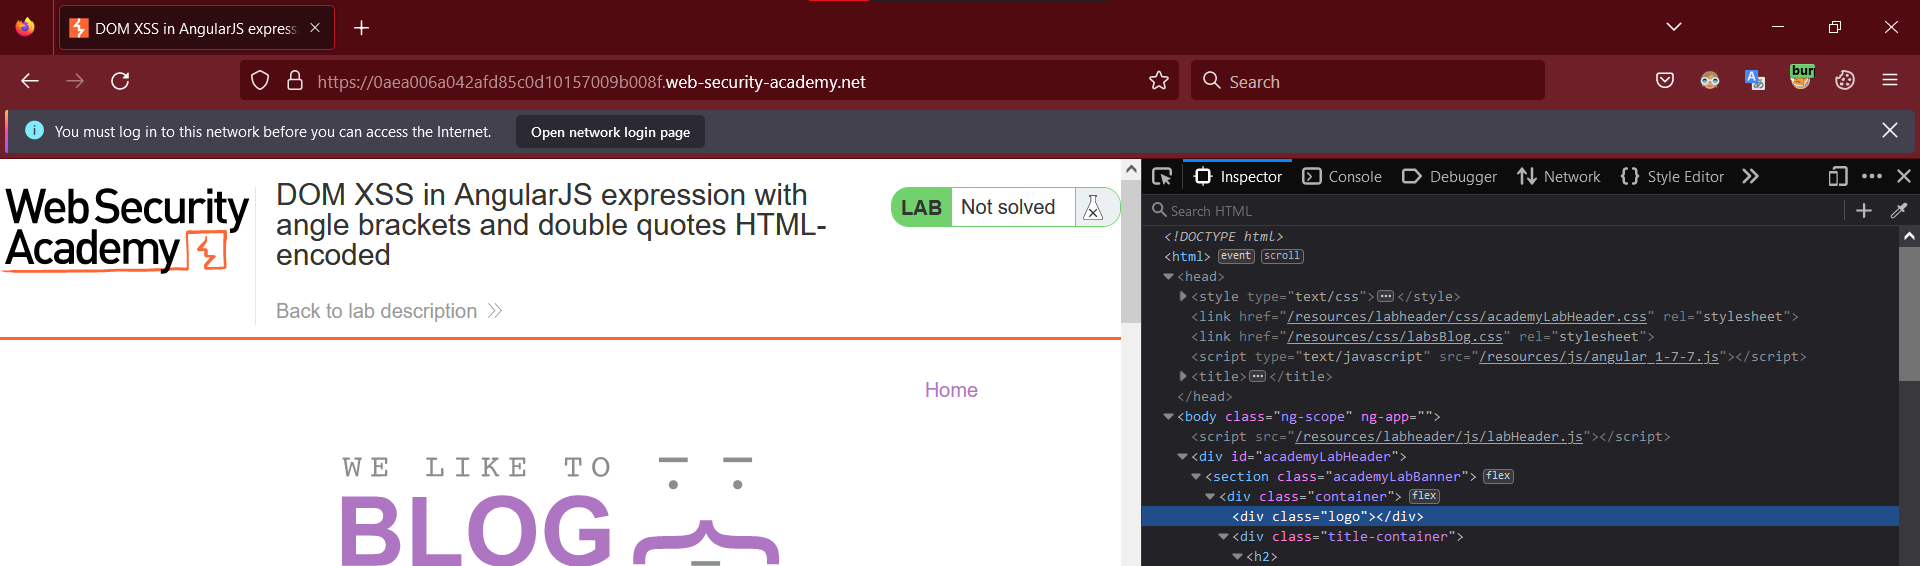 DOM XSS in AngularJS express
https://0aea006a042afd85c0d10157009b008f.web-security-academy.net
Search
bur
You must log in to this network before you can access the Internet.
Open network login page
Web Security
Academy
DOM XSS in AngularJS expression with
angle brackets and double quotes HTML-
encoded
Back to lab description
LAB Not solved
Home
WE LIKE TO
BLOG
Inspector Console Debugger Network Style Editor
Search HTML
<!DOCTYPE html>
<html> event scroll
<head>
<style type="text/css"> ••• </style>
<link href="/resources/labheader/css/academyLabHeader.css" rel="stylesheet">
<link href="/resources/css/labsBlog.css" rel="stylesheet">
<script type="text/javascript" src="/resources/js/angular_1-7-7.js"></script>
<title> ••• </title>
</head>
<body class="ng-scope" ng-app="">
<script src="/resources/labheader/js/labHeader.js"></script>
<div id="academyLabHeader">
<section class="academyLabBanner"> flex
<div class="container"> flex
<div class="logo"></div>
<div class="title-container">
<h2>